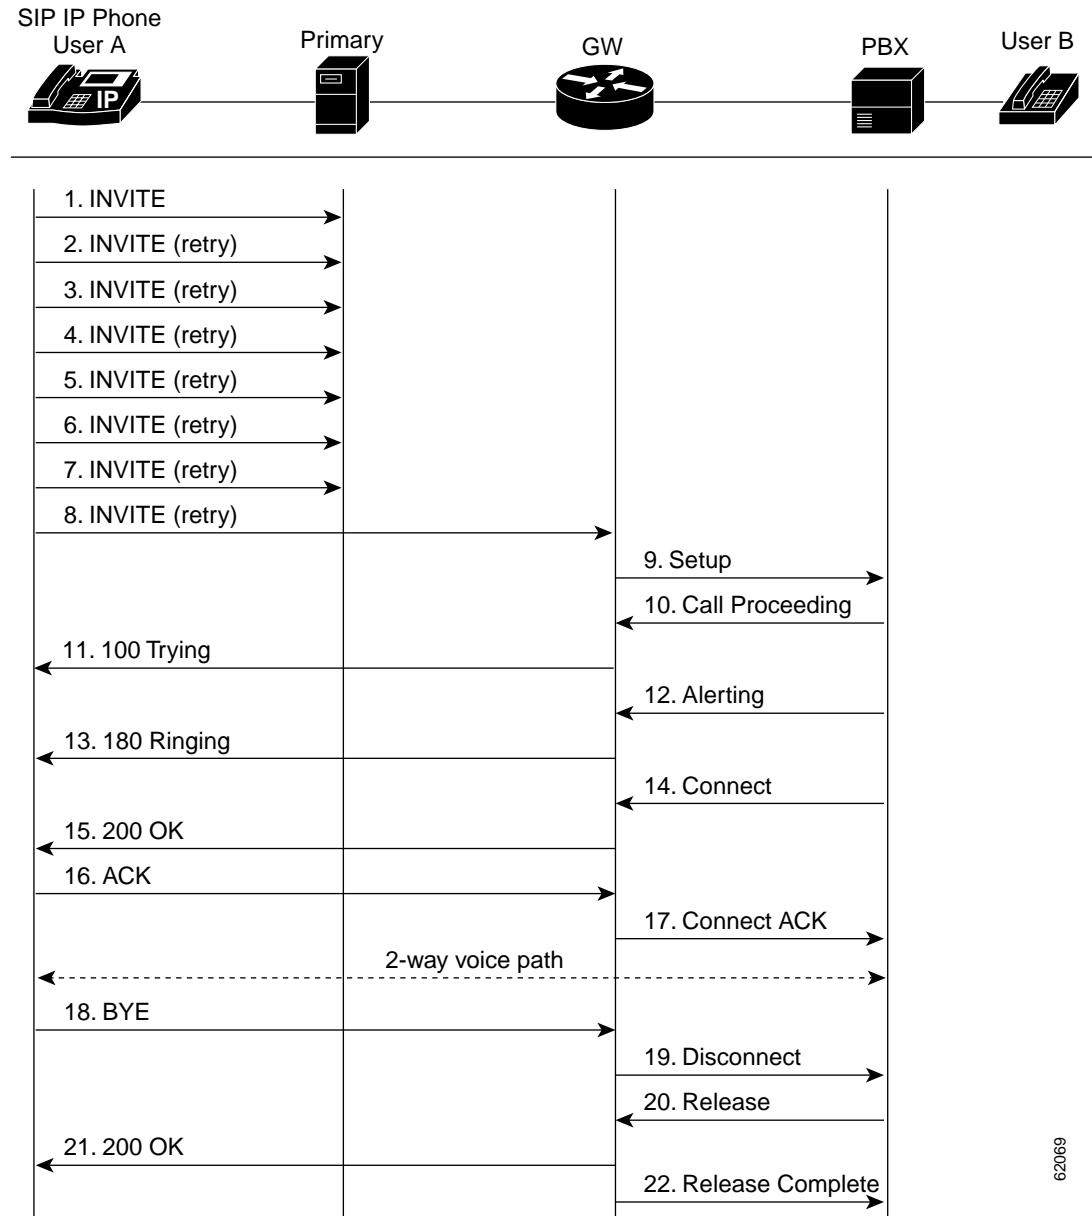 SIP IP Phone
User A
Primary
GW
PBX
User B
IP
1. INVITE
2. INVITE (retry)
3. INVITE (retry)
4. INVITE (retry)
5. INVITE (retry)
6. INVITE (retry)
7. INVITE (retry)
8. INVITE (retry)
9. Setup
10. Call Proceeding
11. 100 Trying
12. Alerting
13. 180 Ringing
14. Connect
15. 200 OK
16. ACK
17. Connect ACK
2-way voice path
18. BYE
19. Disconnect
20. Release
21. 200 OK
22. Release Complete
62069